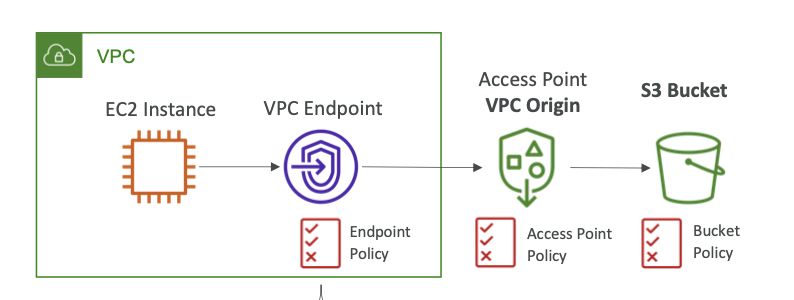 VPC
EC2 Instance
VPC Endpoint
Access Point
VPC Origin
S3 Bucket
Endpoint
Policy
Access Point
Policy
Bucket
Policy